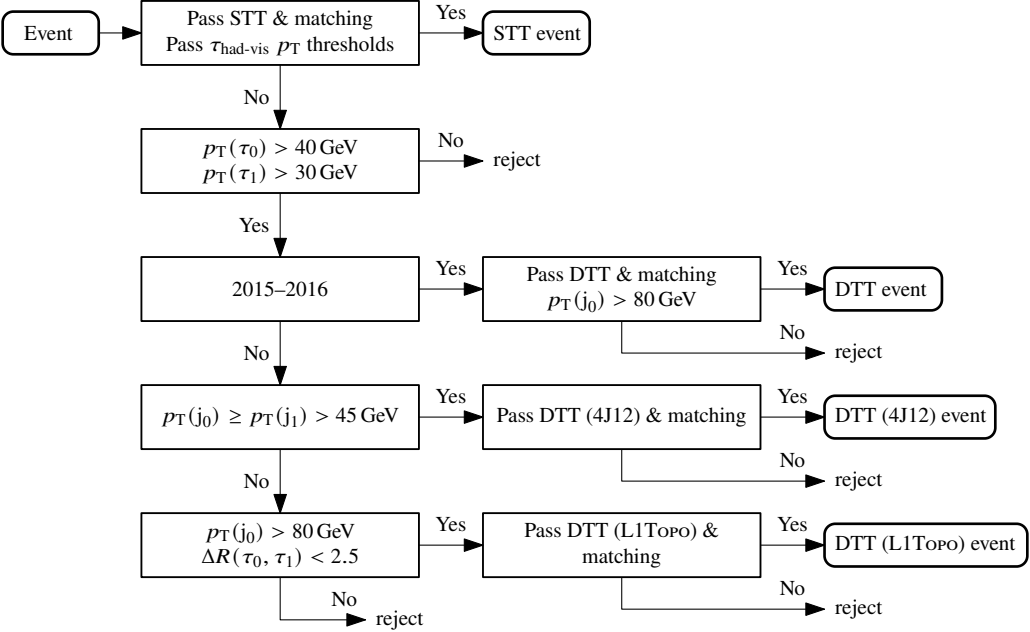 Event
Pass STT & matching
Pass τhad-vis pT thresholds
Yes
STT event
No
pT(τ0) > 40 GeV
pT(τ1) > 30 GeV
No
reject
Yes
2015–2016
Yes
Pass DTT & matching
pT(j0) > 80 GeV
Yes
DTT event
No
reject
No
pT(j0) ≥ pT(j1) > 45 GeV
Yes
Pass DTT (4J12) & matching
Yes
DTT (4J12) event
No
reject
No
pT(j0) > 80 GeV
ΔR(τ0, τ1) < 2.5
Yes
Pass DTT (L1Topo) &
matching
Yes
DTT (L1Topo) event
No
reject
No
reject